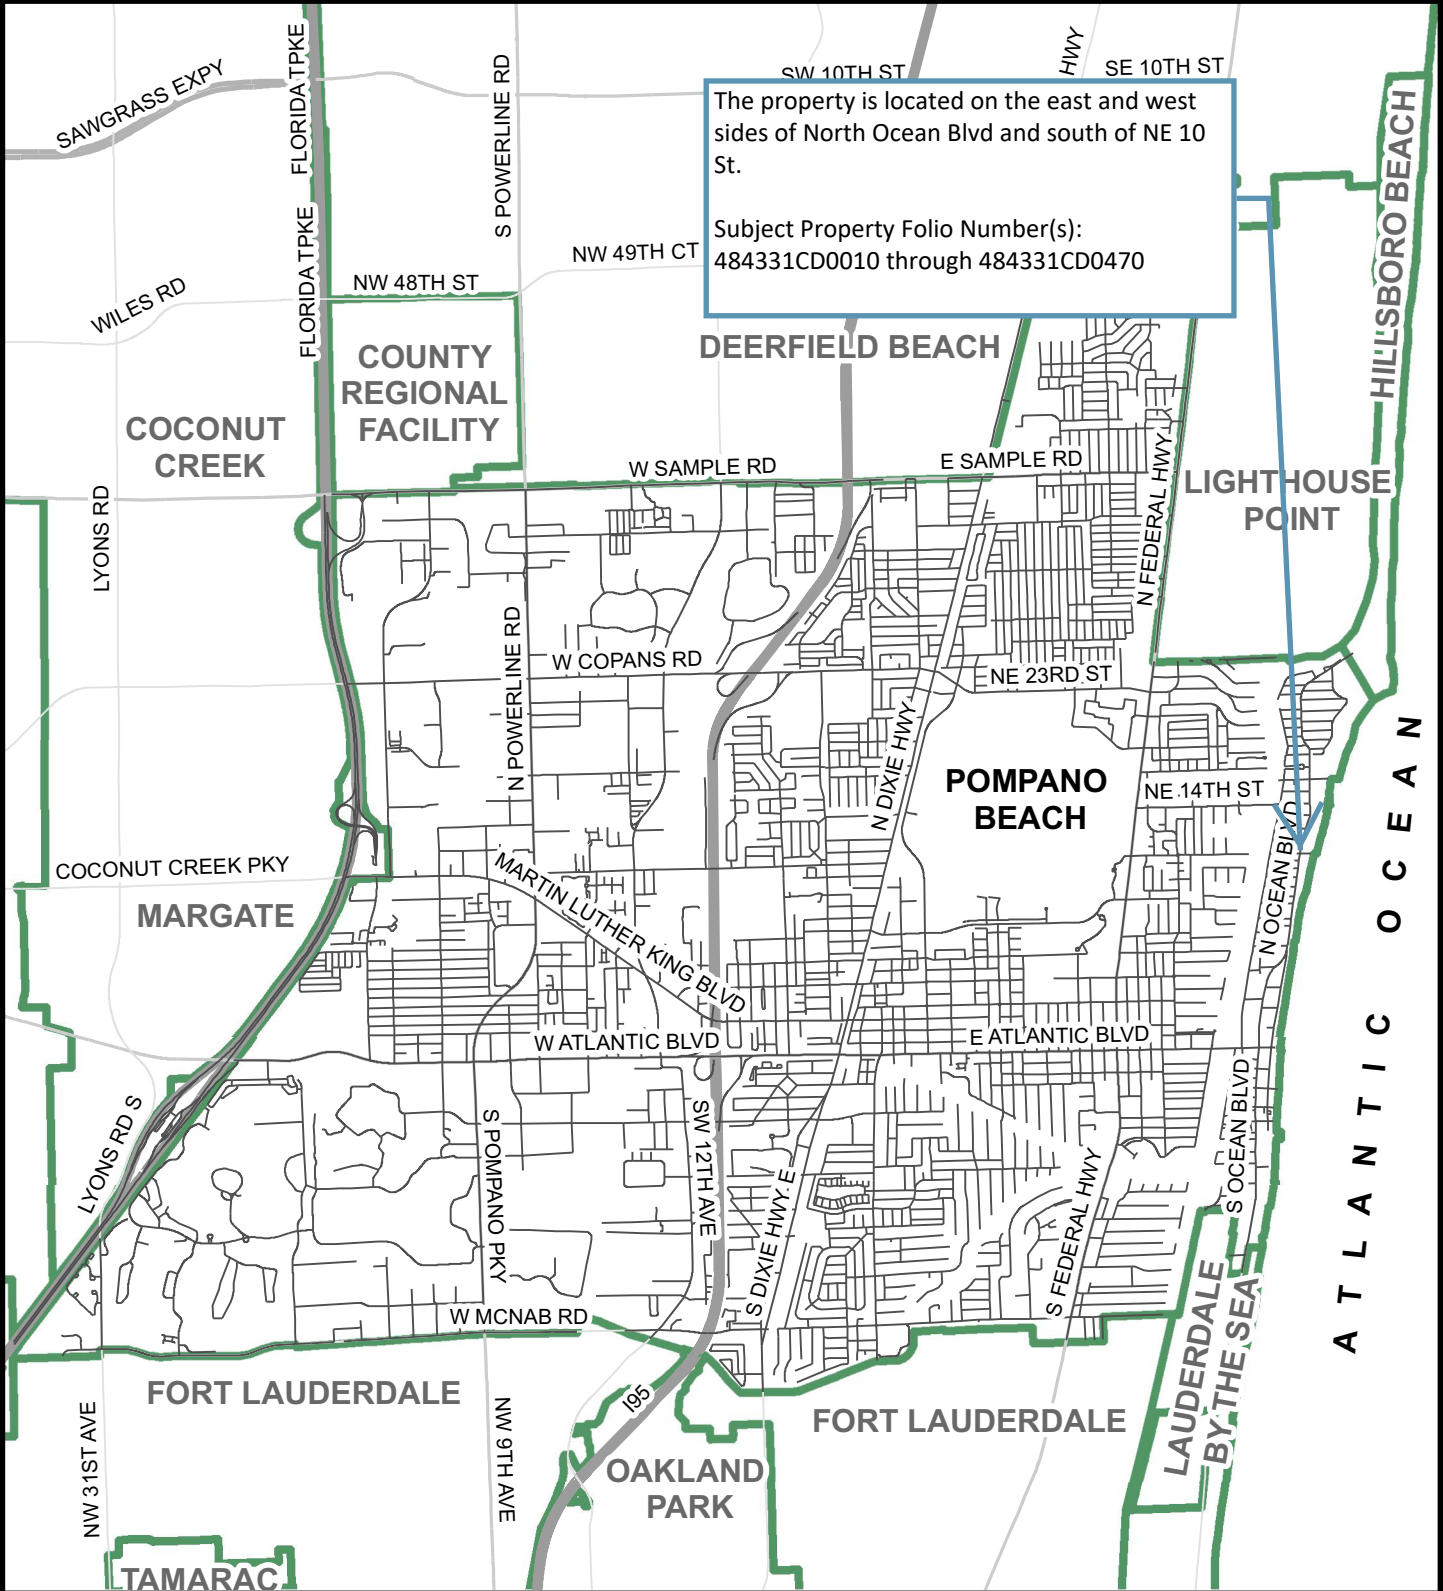 SAWGRASS EXPY
FLORIDA TPKE
S POWERLINE RD
SW 10TH ST
HWY
SE 10TH ST
The property is located on the east and west
sides of North Ocean Blvd and south of NE 10
St.
Subject Property Folio Number(s):
484331CD0010 through 484331CD0470
HILLSBORO BEACH
NW 49TH CT
NW 48TH ST
WILES RD
FLORIDA TPKE
DEERFIELD BEACH
COUNTY
REGIONAL
FACILITY
COCONUT
CREEK
W SAMPLE RD
E SAMPLE RD
N FEDERAL HWY
LIGHTHOUSE
POINT
LYONS RD
N POWERLINE RD
W COPANS RD
NE 23RD ST
N DIXIE HWY
POMPANO
BEACH
NE 14TH ST
N OCEAN BLVD
ATLANTIC OCEAN
COCONUT CREEK PKY
MARGATE
MARTIN LUTHER KING BLVD
W ATLANTIC BLVD
E ATLANTIC BLVD
LYONS RD S
S POMPANO PKY
SW 12TH AVE
S DIXIE HWY E
S FEDERAL HWY
S OCEAN BLVD
W MCNAB RD
LAUDERDALE
BY THE SEA
FORT LAUDERDALE
I95
FORT LAUDERDALE
NW 31ST AVE
NW 9TH AVE
OAKLAND
PARK
TAMARAC